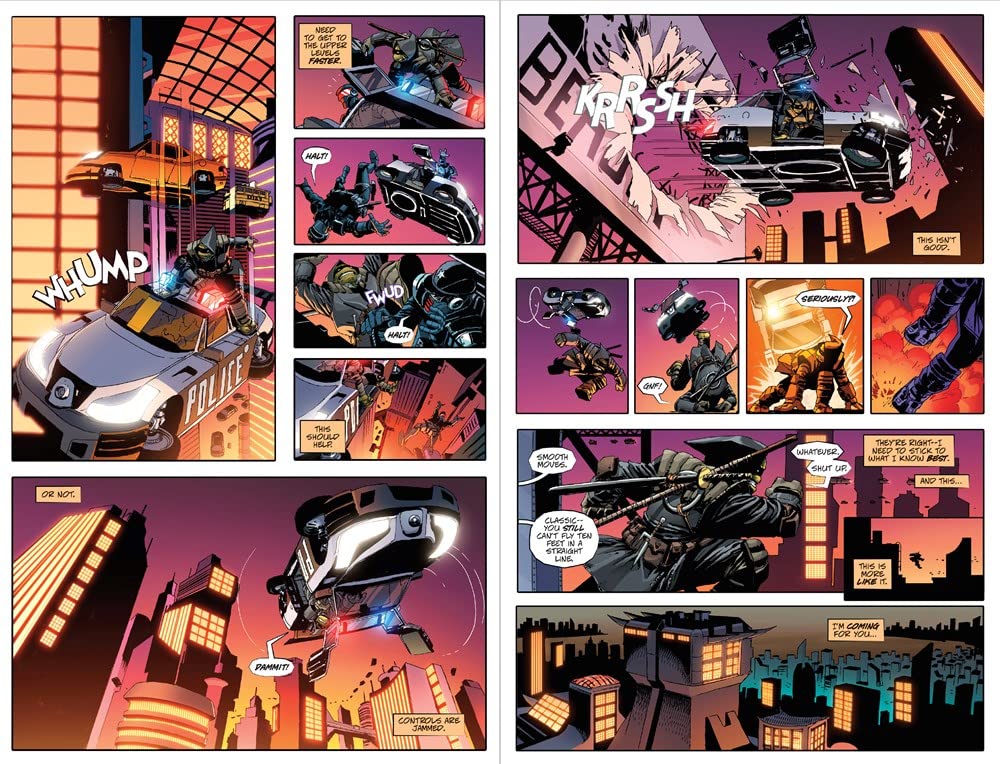 WHUMP
POLICE
NEED
TO GET TO
THE UPPER
LEVELS
FASTER.
HALT!
FWUD
HALT!
THIS
SHOULD
HELP.
OR NOT.
DAMMIT!
CONTROLS ARE
JAMMED.
KRRSSH
THIS ISN'T
GOOD.
GNF!
SERIOUSLY?!
SMOOTH
MOVES.
CLASSIC--
YOU STILL
CAN'T FLY TEN
FEET IN A
STRAIGHT
LINE.
WHATEVER.
SHUT UP.
THEY'RE RIGHT--I
NEED TO STICK TO
WHAT I KNOW BEST.
AND THIS...
THIS IS
MORE
LIKE IT.
I'M COMING
FOR YOU...